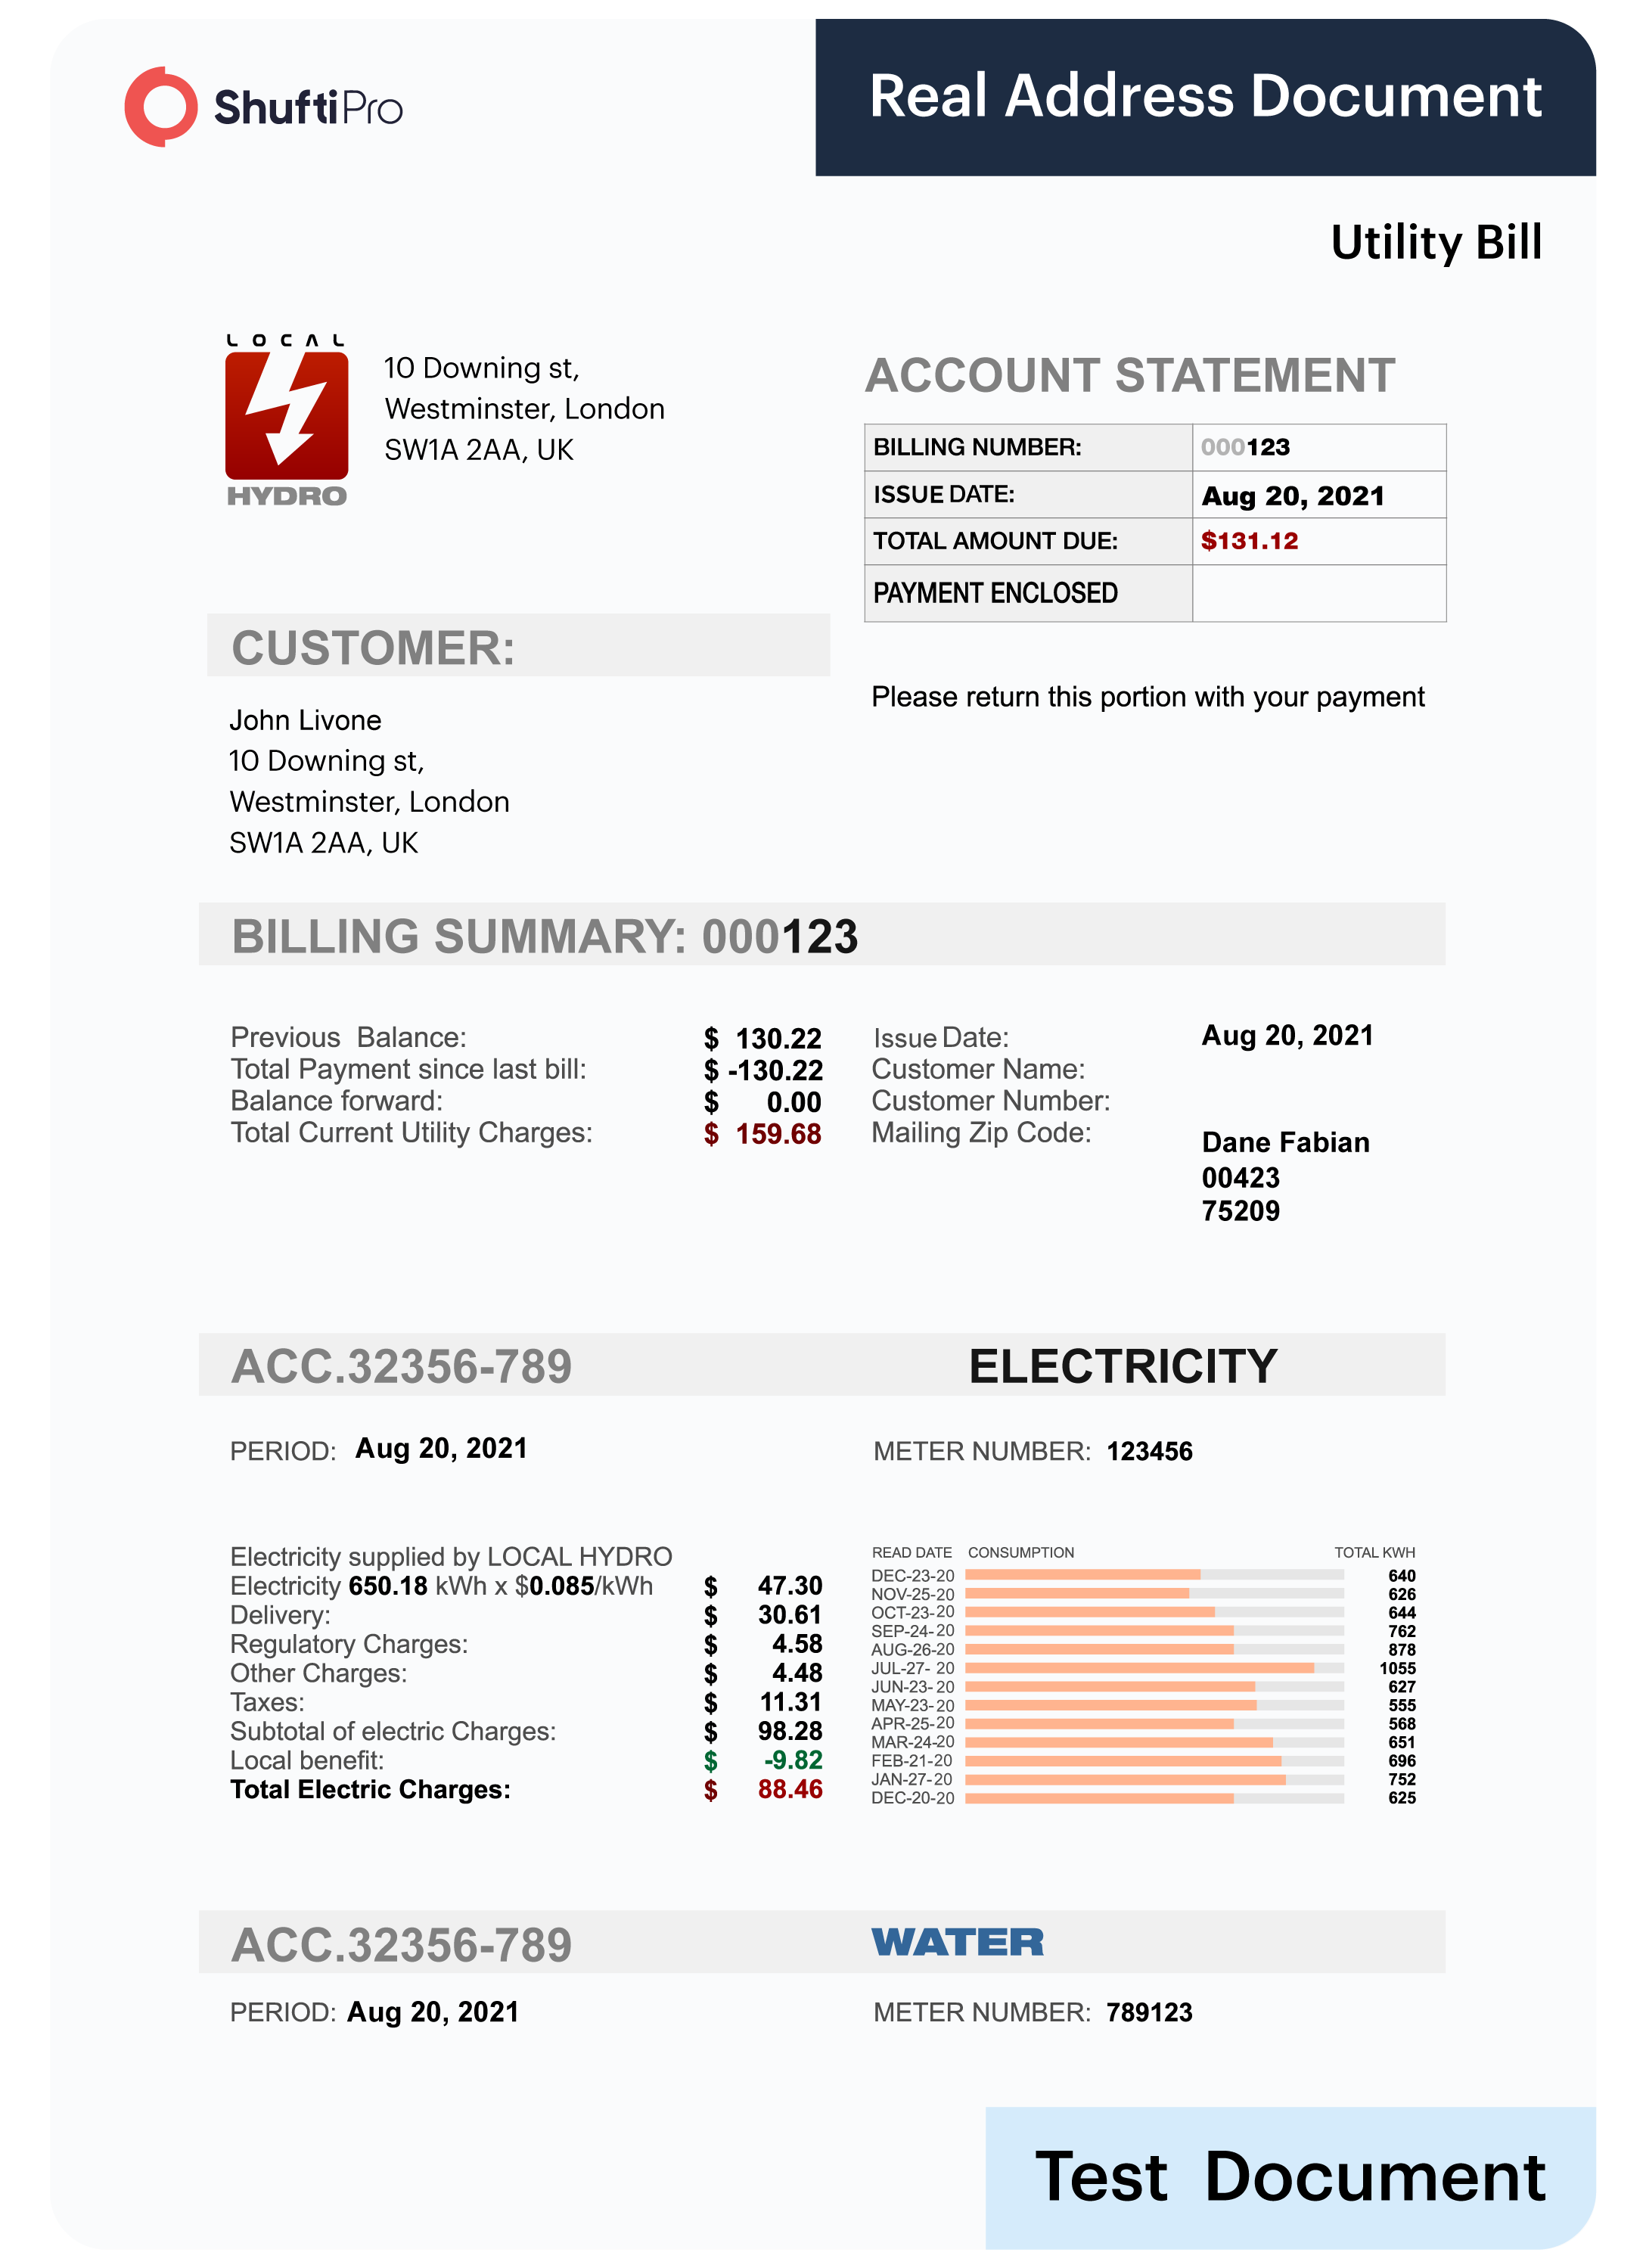 ShuftiPro
Real Address Document
Utility Bill
LOCAL
HYDRO
10 Downing st,
Westminster, London
SW1A 2AA, UK
ACCOUNT STATEMENT
BILLING NUMBER: 000123
ISSUE DATE: Aug 20, 2021
TOTAL AMOUNT DUE: $131.12
PAYMENT ENCLOSED
Please return this portion with your payment
CUSTOMER:
John Livone
10 Downing st,
Westminster, London
SW1A 2AA, UK
BILLING SUMMARY: 000123
Previous Balance: $ 130.22
Total Payment since last bill: $ -130.22
Balance forward: $ 0.00
Total Current Utility Charges: $ 159.68
Issue Date: Aug 20, 2021
Customer Name:
Customer Number:
Mailing Zip Code:
Dane Fabian
00423
75209
ACC.32356-789 ELECTRICITY
PERIOD: Aug 20, 2021
METER NUMBER: 123456
Electricity supplied by LOCAL HYDRO
Electricity 650.18 kWh x $0.085/kWh $ 47.30
Delivery: $ 30.61
Regulatory Charges: $ 4.58
Other Charges: $ 4.48
Taxes: $ 11.31
Subtotal of electric Charges: $ 98.28
Local benefit: $ -9.82
Total Electric Charges: $ 88.46
READ DATE CONSUMPTION TOTAL KWH
DEC-23-20 640
NOV-25-20 626
OCT-23-20 644
SEP-24-20 762
AUG-26-20 878
JUL-27- 20 1055
JUN-23-20 627
MAY-23-20 555
APR-25-20 568
MAR-24-20 651
FEB-21-20 696
JAN-27-20 752
DEC-20-20 625
ACC.32356-789 WATER
PERIOD: Aug 20, 2021
METER NUMBER: 789123
Test Document